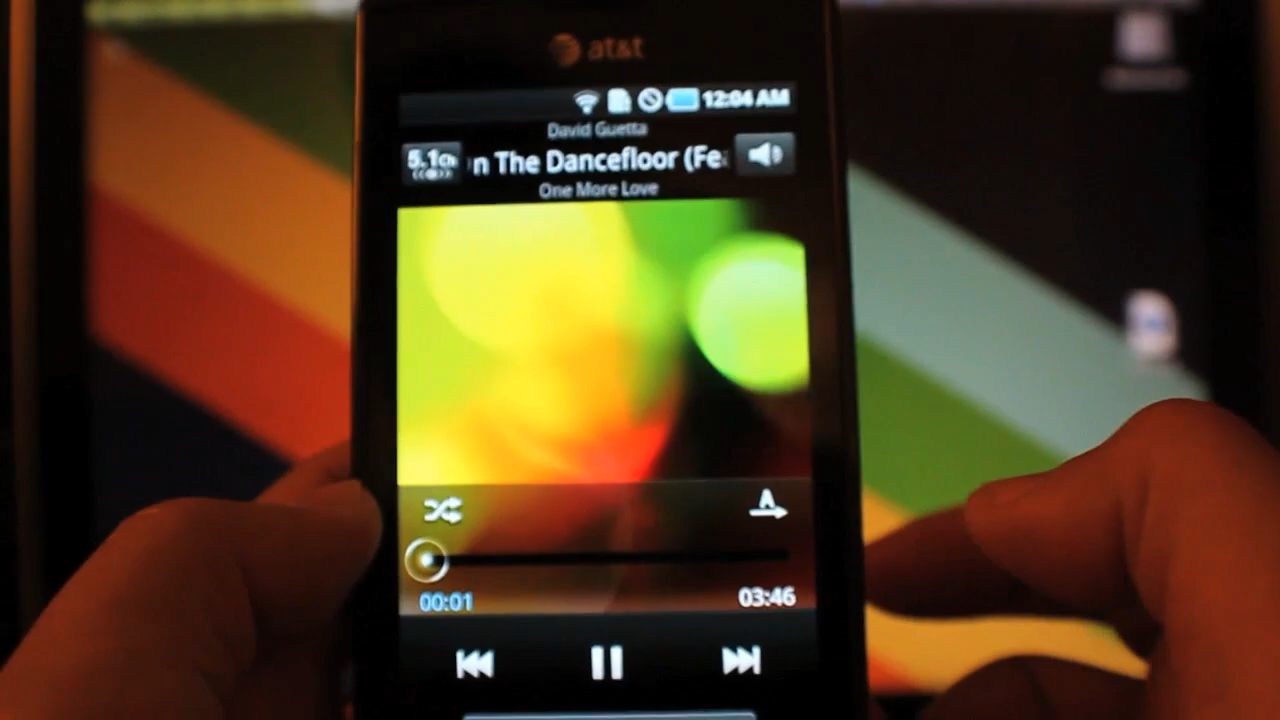 at&t
12:04 AM
David Guetta
5.1Ch n The Dancefloor (Fe
One More Love
A
00:01 03:46